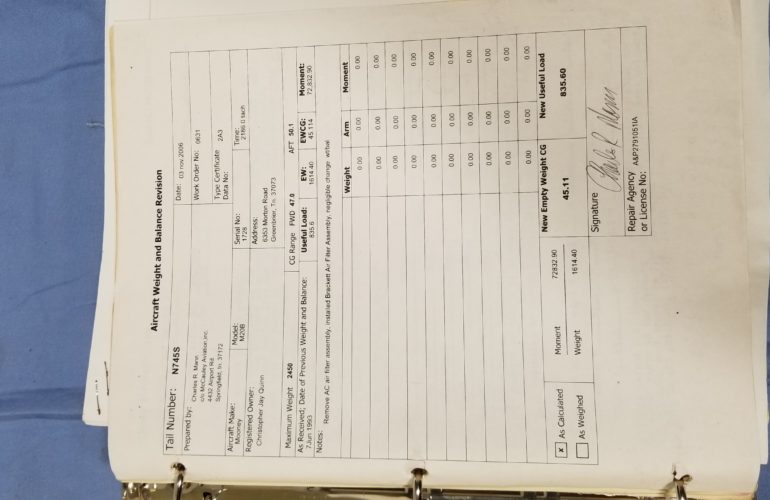 Aircraft Weight and Balance Revision
Tail Number: N745S
Date: 03 nov 2006
Prepared by: Charles R. Mann
c/o McCauley Aviation inc.
4432 Airport Rd.
Springfield, tn. 37172
Work Order No: 0631
Type Certificate Data No: 2A3
Aircraft Make: Mooney
Model: M20B
Serial No: 1728
Time: 2186.0 tach
Registered Owner: Christopher Jay Quinn
Address: 6353 Morton Road
Greenbrier, Tn. 37073
Maximum Weight 2450
CG Range FWD 47.0 AFT 50.1
As Received; Date of Previous Weight and Balance: 7 Jun 1993
Useful Load: 835.6
EW: 1614.40
EWCG: 45.114
Moment: 72,832.90
Notes: Remove AC air filter assembly, installed Brackett Air Filter Assembly, negligible change w/bal
Weight Arm Moment
0.00 0.00 0.00
0.00 0.00 0.00
0.00 0.00 0.00
0.00 0.00 0.00
0.00 0.00 0.00
0.00 0.00 0.00
0.00 0.00 0.00
0.00 0.00 0.00
0.00 0.00 0.00
0.00 0.00 0.00
x As Calculated
As Weighed
Moment 72832.90
Weight 1614.40
New Empty Weight CG
45.11
New Useful Load
835.60
Signature
Repair Agency or License No: A&P2791051IA